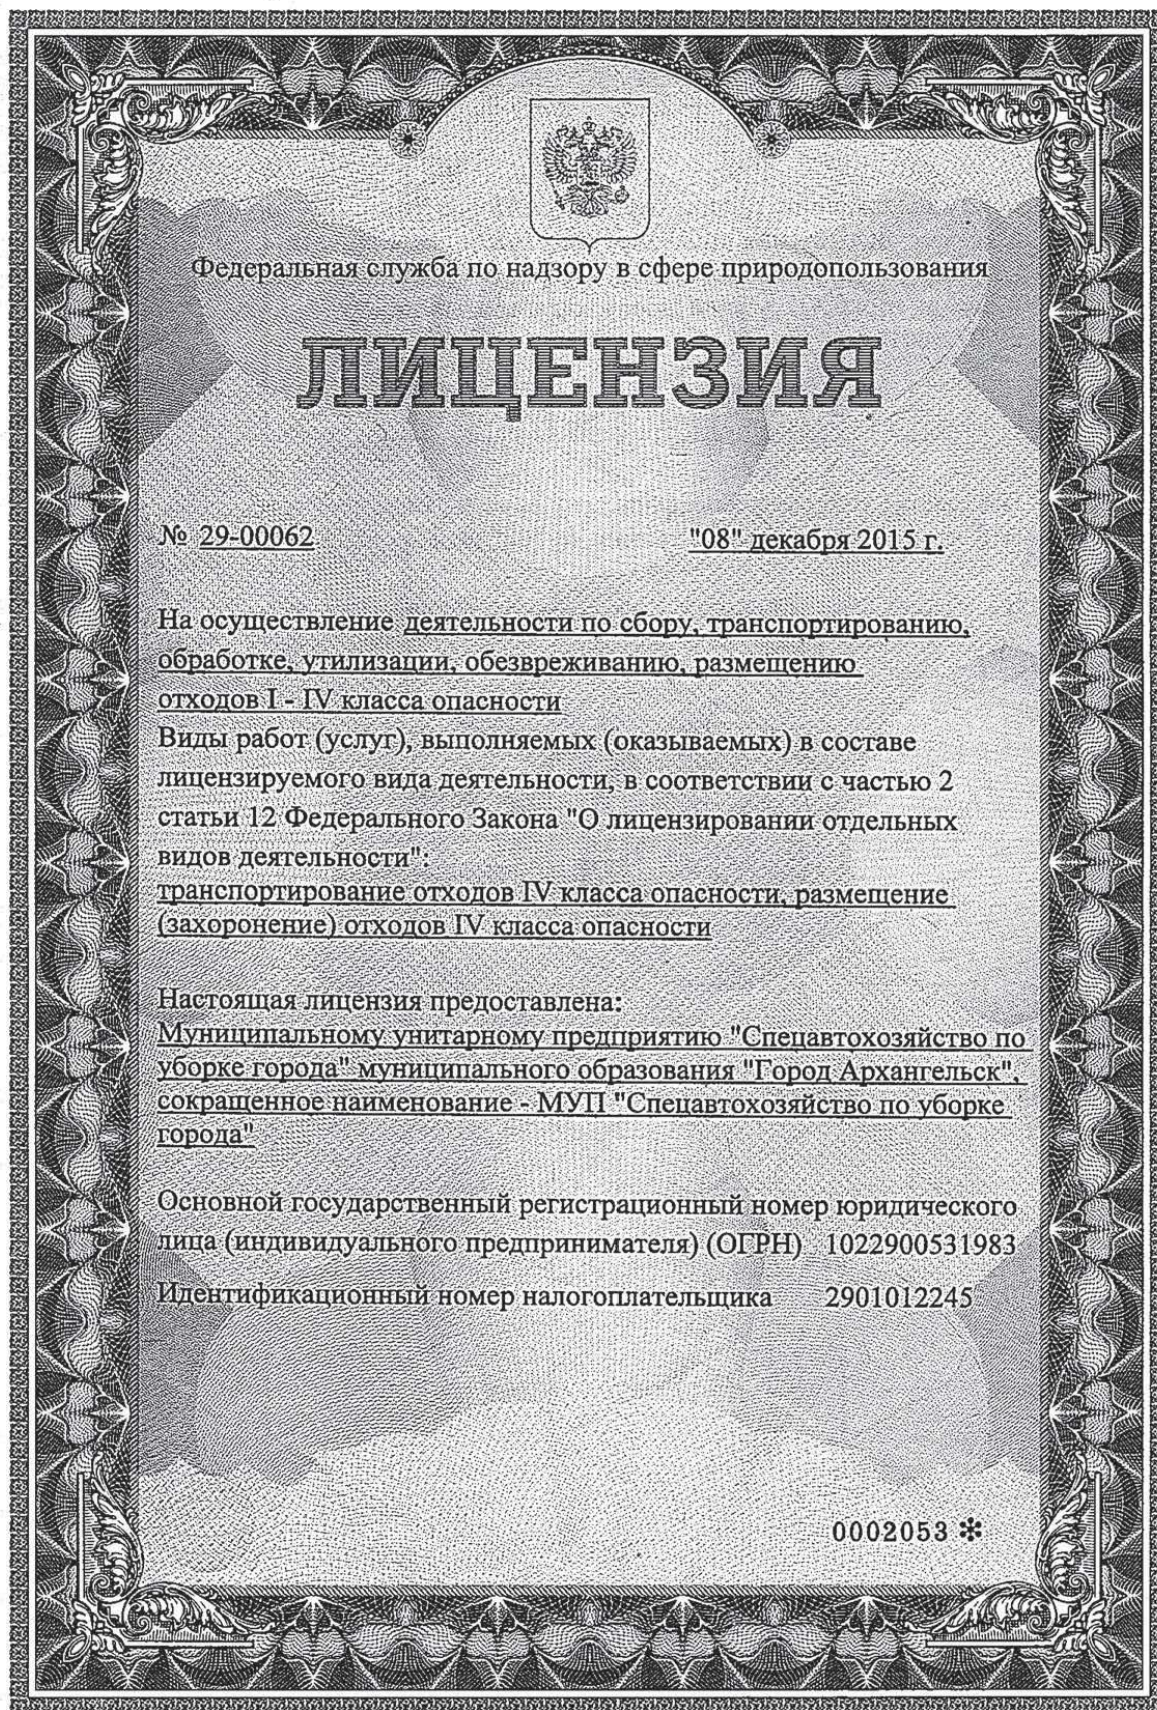 Федеральная служба по надзору в сфере природопользования
ЛИЦЕНЗИЯ
№ 29-00062 "08" декабря 2015 г.
На осуществление деятельности по сбору, транспортированию,
обработке, утилизации, обезвреживанию, размещению
отходов I - IV класса опасности
Виды работ (услуг), выполняемых (оказываемых) в составе
лицензируемого вида деятельности, в соответствии с частью 2
статьи 12 Федерального Закона "О лицензировании отдельных
видов деятельности":
транспортирование отходов IV класса опасности, размещение
(захоронение) отходов IV класса опасности
Настоящая лицензия предоставлена:
Муниципальному унитарному предприятию "Спецавтохозяйство по
уборке города" муниципального образования "Город Архангельск",
сокращенное наименование - МУП "Спецавтохозяйство по уборке
города"
Основной государственный регистрационный номер юридического
лица (индивидуального предпринимателя) (ОГРН) 1022900531983
Идентификационный номер налогоплательщика 2901012245
0002053 ✻